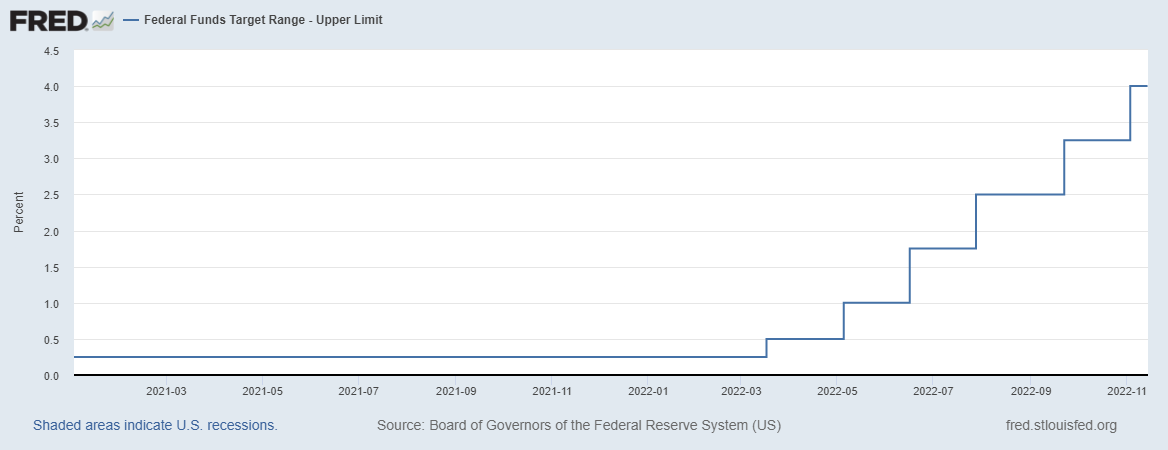 FRED Federal Funds Target Range - Upper Limit
4.5
4.0
3.5
3.0
2.5
2.0
1.5
1.0
0.5
0.0
Percent
2021-03 2021-05 2021-07 2021-09 2021-11 2022-01 2022-03 2022-05 2022-07 2022-09 2022-11
Shaded areas indicate U.S. recessions. Source: Board of Governors of the Federal Reserve System (US) fred.stlouisfed.org